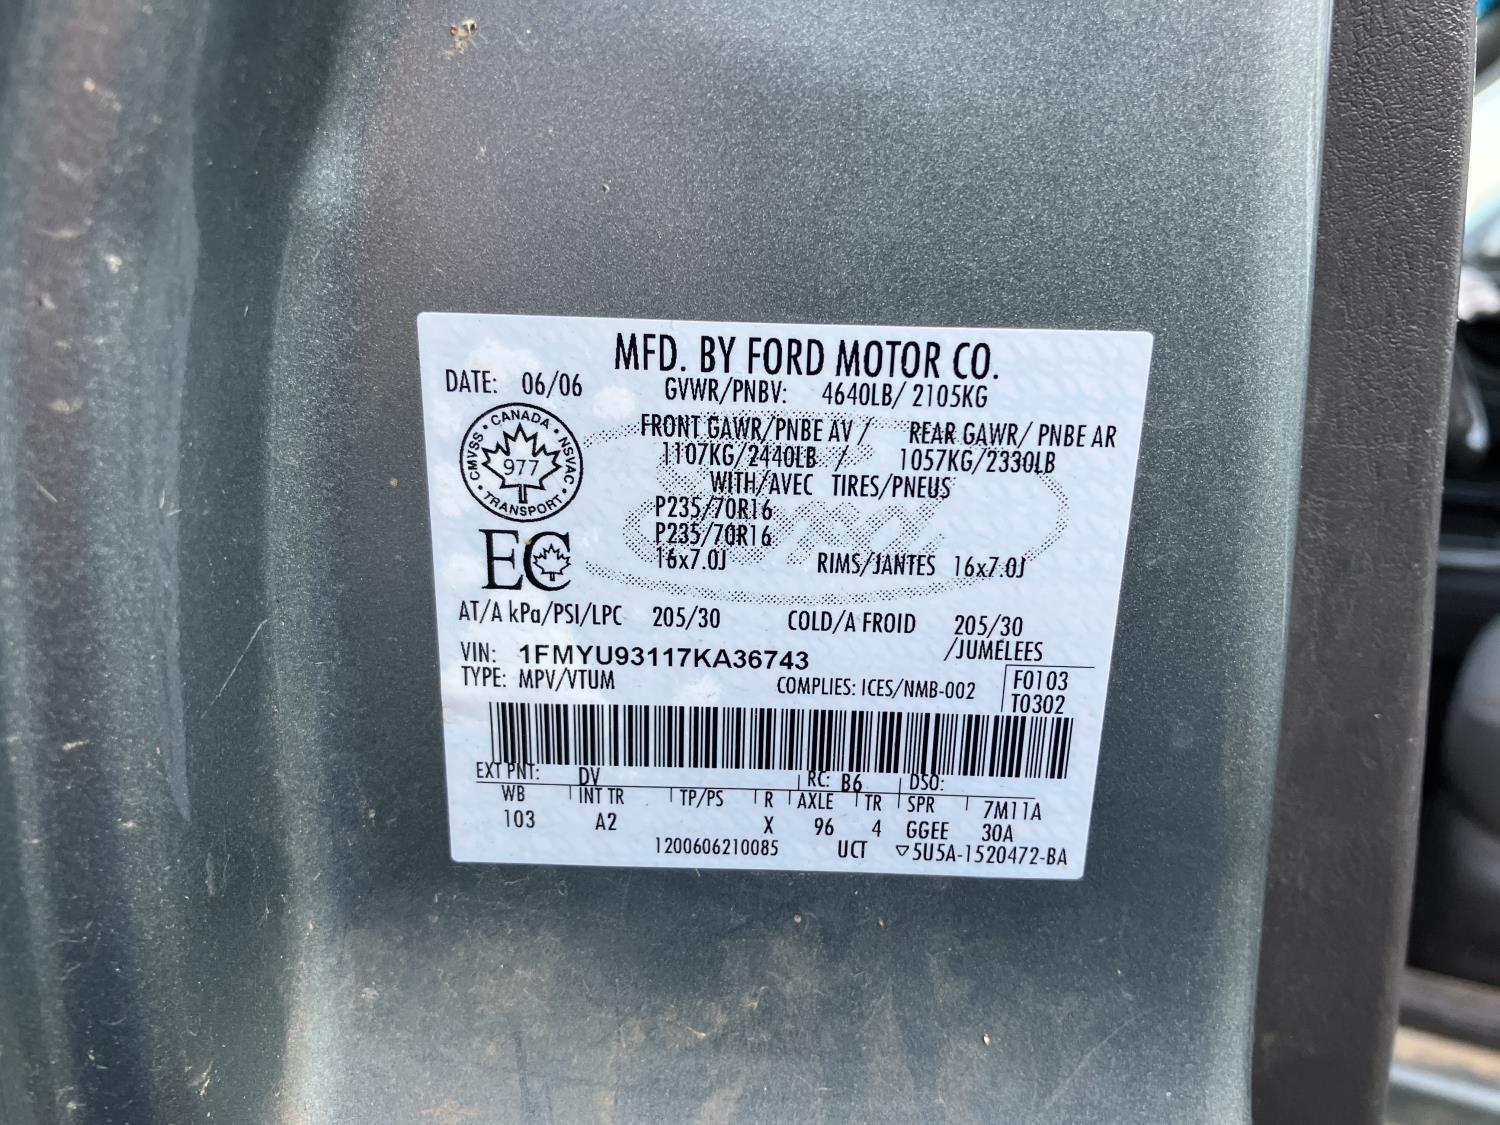 MFD. BY FORD MOTOR CO.
DATE: 06/06 GVWR/PNBV: 4640LB/ 2105KG
CMVSS • CANADA • NSVAC • TRANSPORT •
977
FRONT GAWR/PNBE AV / REAR GAWR/ PNBE AR
1107KG/2440LB / 1057KG/2330LB
WITH/AVEC TIRES/PNEUS
P235/70R16
P235/70R16
EC
16x7.0J RIMS/JANTES 16x7.0J
AT/A kPa/PSI/LPC 205/30 COLD/A FROID 205/30
VIN: 1FMYU93117KA36743 /JUMELEES
TYPE: MPV/VTUM COMPLIES: ICES/NMB-002 F0103
T0302
EXT PNT: DV RC: B6 DSO:
WB INT TR TP/PS R AXLE TR SPR 7M11A
103 A2 X 96 4 GGEE 30A
1200606210085 UCT ▽5U5A-1520472-BA